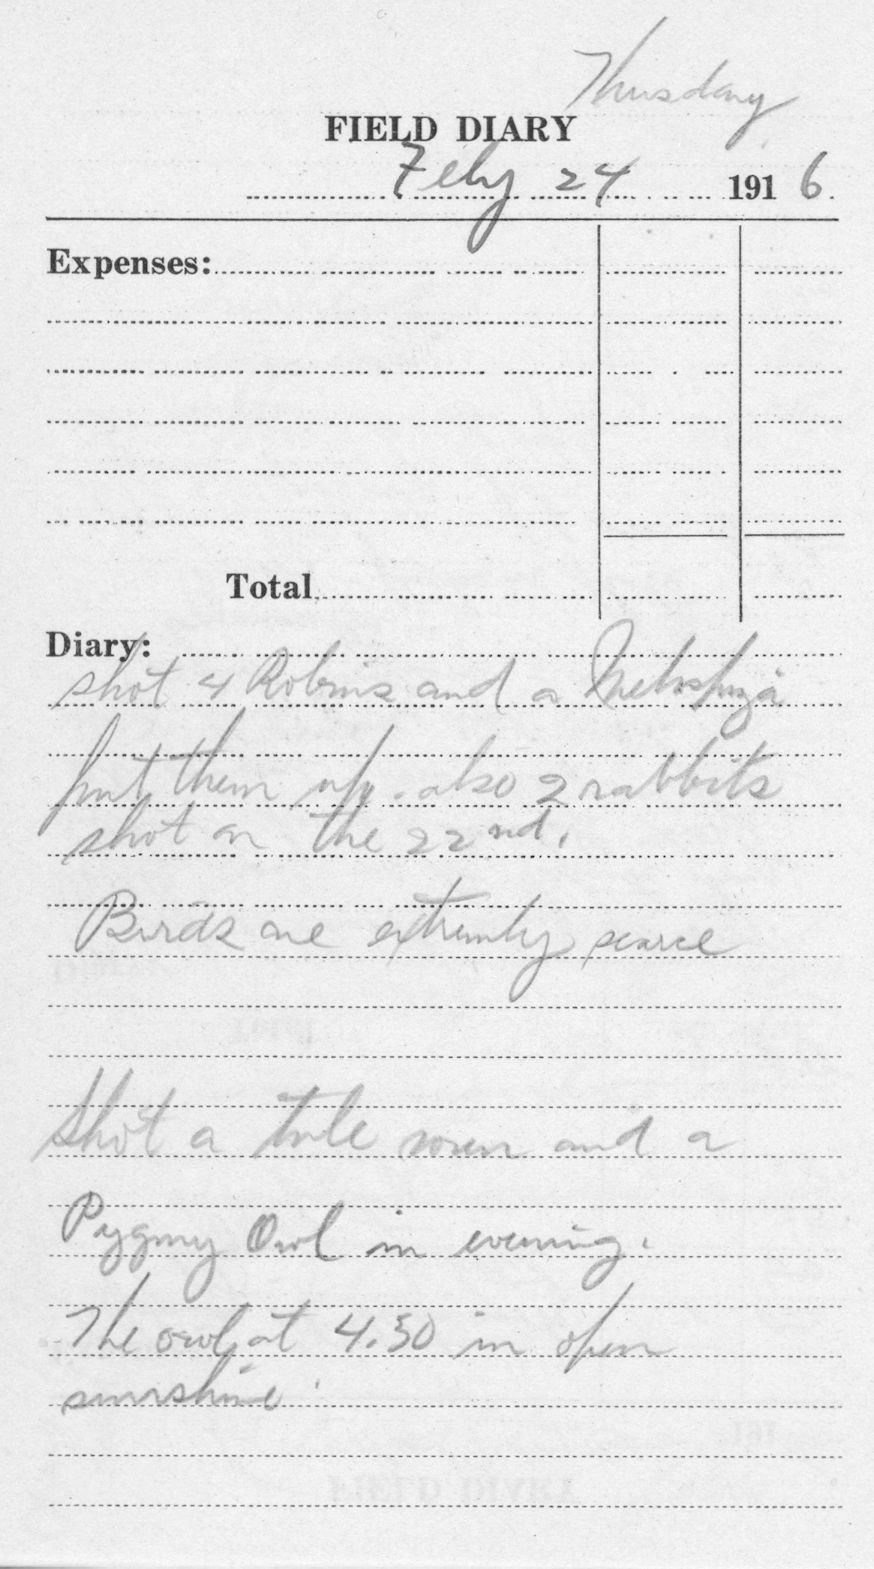 Thursday
FIELD DIARY
Feby 24 1916.
Expenses:
Total
Diary:
shot 4 Robins and a Melospiza
put them up. also 2 rabbits
shot on the 22nd.
Birds are extremly scarce
Shot a tule wren and a
Pygmy Owl in evening.
The owl at 4.30 in open
sunshine.